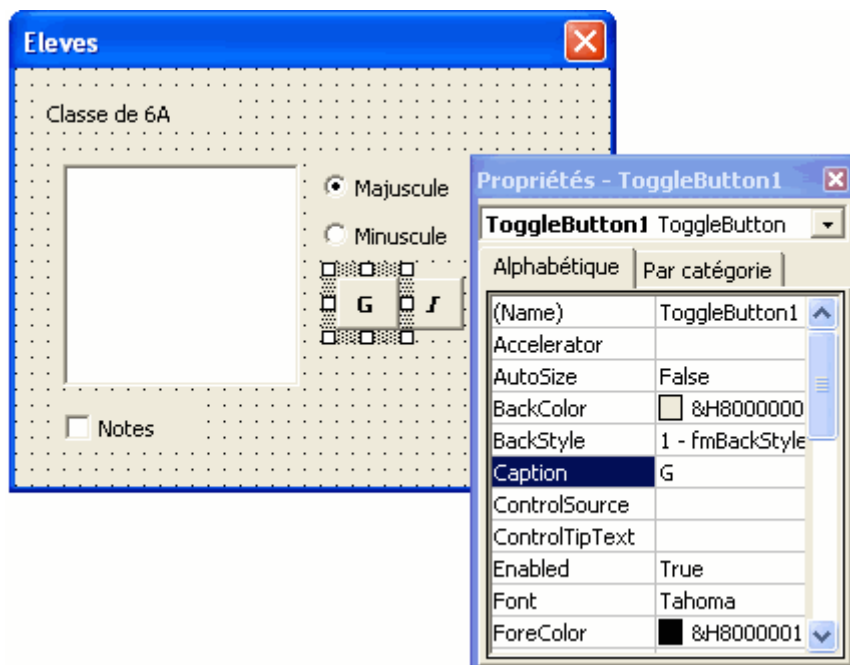 Eleves
Classe de 6A
Majuscule
Minuscule
G I
Notes
Propriétés - ToggleButton1
ToggleButton1 ToggleButton
Alphabétique Par catégorie
(Name) ToggleButton1
Accelerator
AutoSize False
BackColor &H8000000
BackStyle 1 - fmBackStyle
Caption G
ControlSource
ControlTipText
Enabled True
Font Tahoma
ForeColor &H8000001